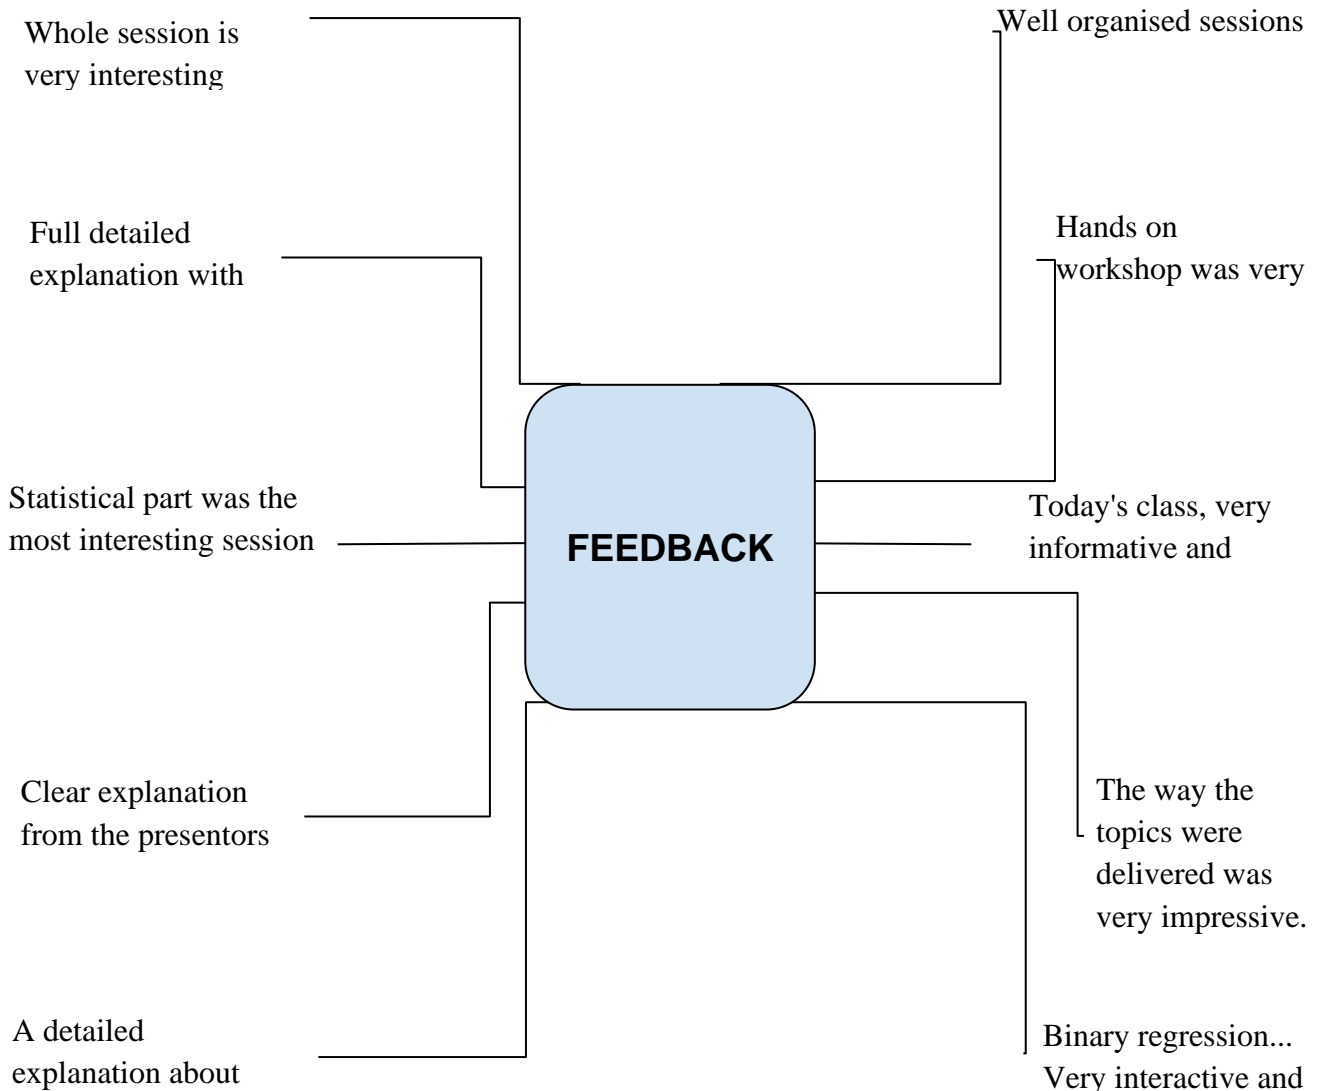 Whole session is
very interesting
Well organised sessions
Full detailed
explanation with
Hands on
workshop was very
Statistical part was the
most interesting session
FEEDBACK
Today's class, very
informative and
Clear explanation
from the presentors
The way the
topics were
delivered was
very impressive.
A detailed
explanation about
Binary regression...
Very interactive and